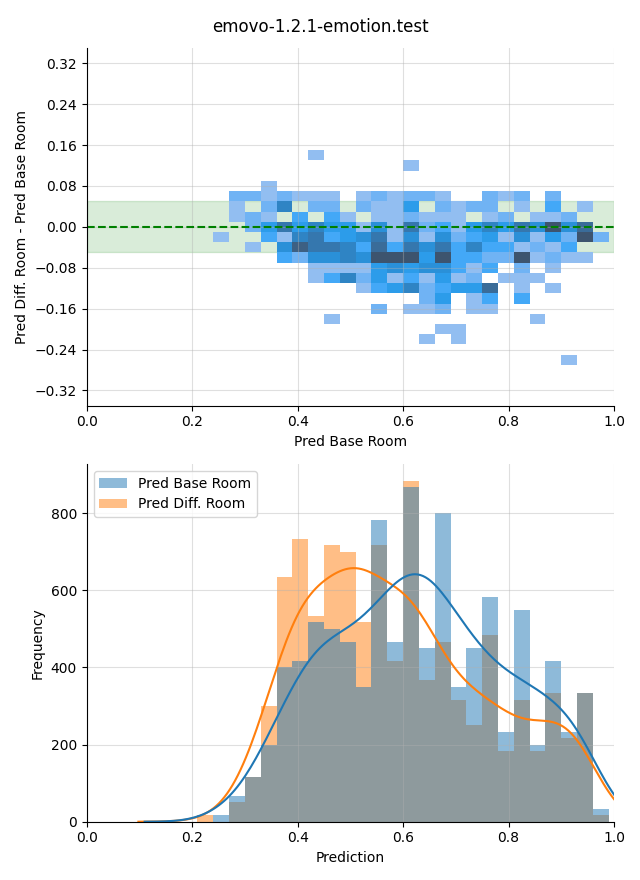 emovo-1.2.1-emotion.test
0.32
0.24
0.16
0.08
0.00
−0.08
−0.16
−0.24
−0.32
Pred Diff. Room - Pred Base Room
0.0 0.2 0.4 0.6 0.8 1.0
Pred Base Room
Pred Base Room
Pred Diff. Room
800
600
400
200
0
Frequency
0.0 0.2 0.4 0.6 0.8 1.0
Prediction